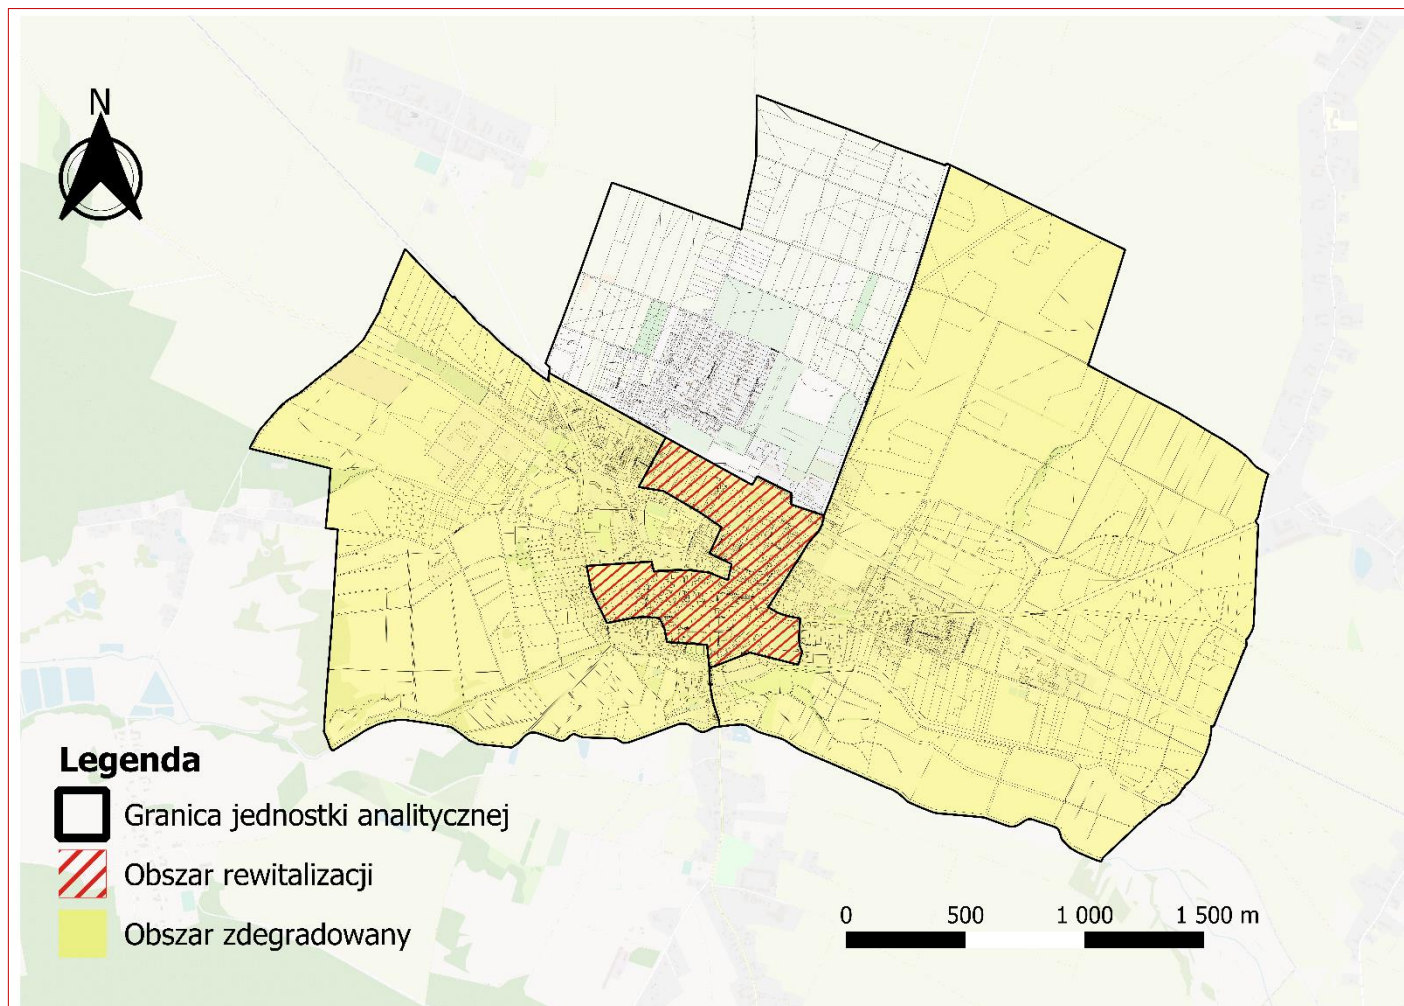 N
Legenda
Granica jednostki analitycznej
Obszar rewitalizacji
Obszar zdegradowany
0 500 1 000 1 500 m